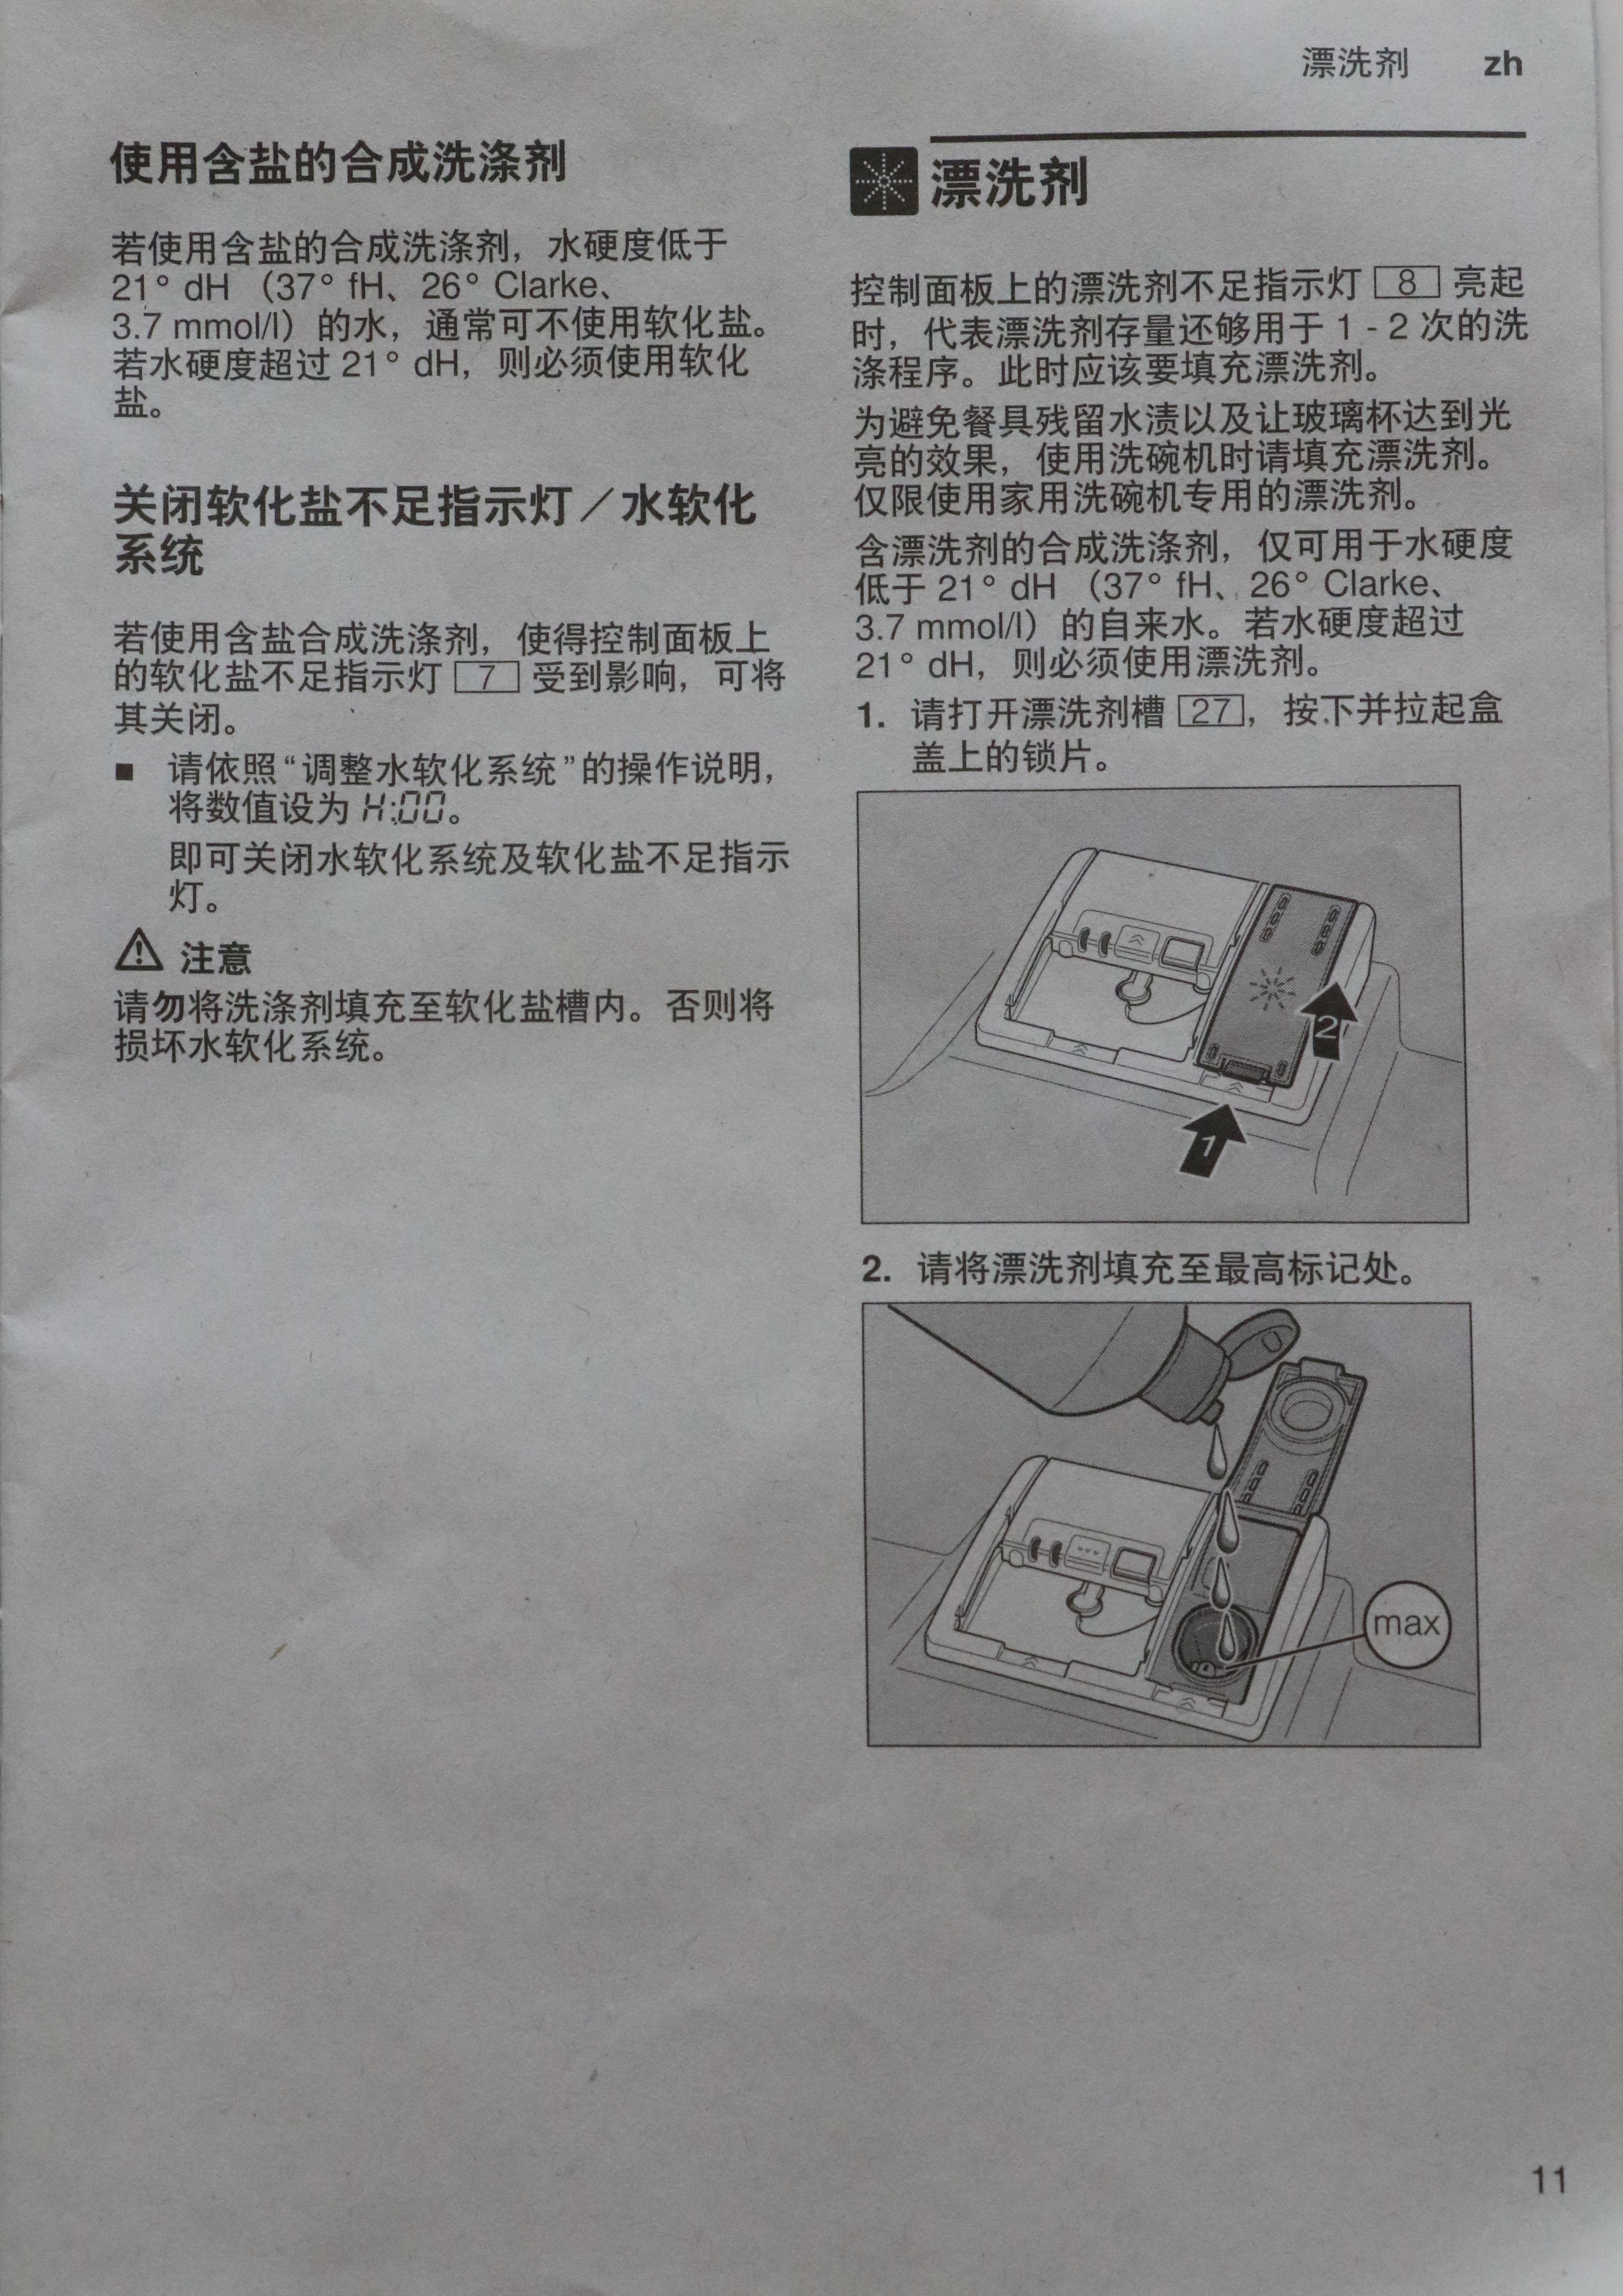 漂洗剂 zh
使用含盐的合成洗涤剂
若使用含盐的合成洗涤剂，水硬度低于
21° dH （37° fH、26° Clarke、
3.7 mmol/l）的水，通常可不使用软化盐。
若水硬度超过 21° dH，则必须使用软化
盐。
关闭软化盐不足指示灯／水软化
系统
若使用含盐合成洗涤剂，使得控制面板上
的软化盐不足指示灯 7 受到影响，可将
其关闭。
■ 请依照“调整水软化系统”的操作说明，
将数值设为 H:00。
即可关闭水软化系统及软化盐不足指示
灯。
⚠ 注意
请勿将洗涤剂填充至软化盐槽内。否则将
损坏水软化系统。
漂洗剂
控制面板上的漂洗剂不足指示灯 8 亮起
时，代表漂洗剂存量还够用于 1 - 2 次的洗
涤程序。此时应该要填充漂洗剂。
为避免餐具残留水渍以及让玻璃杯达到光
亮的效果，使用洗碗机时请填充漂洗剂。
仅限使用家用洗碗机专用的漂洗剂。
含漂洗剂的合成洗涤剂，仅可用于水硬度
低于 21° dH （37° fH、26° Clarke、
3.7 mmol/l）的自来水。若水硬度超过
21° dH，则必须使用漂洗剂。
1. 请打开漂洗剂槽 27，按下并拉起盒
盖上的锁片。
2
1
2. 请将漂洗剂填充至最高标记处。
max
11